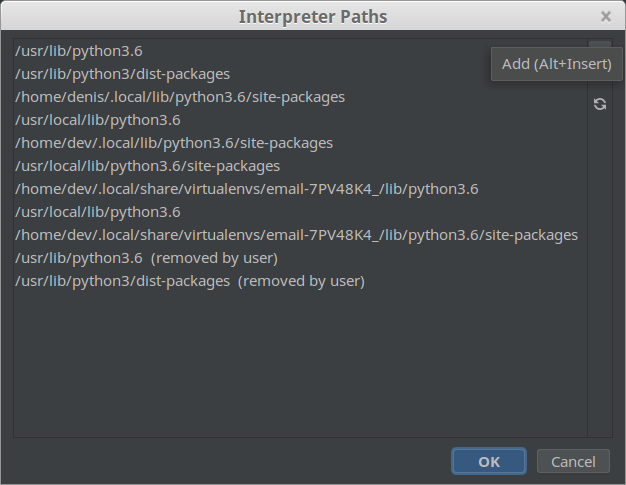 Interpreter Paths
/usr/lib/python3.6
/usr/lib/python3/dist-packages
Add (Alt+Insert)
/home/denis/.local/lib/python3.6/site-packages
/usr/local/lib/python3.6
/home/dev/.local/lib/python3.6/site-packages
/usr/local/lib/python3.6/site-packages
/home/dev/.local/share/virtualenvs/email-7PV48K4_/lib/python3.6
/usr/local/lib/python3.6
/home/dev/.local/share/virtualenvs/email-7PV48K4_/lib/python3.6/site-packages
/usr/lib/python3.6  (removed by user)
/usr/lib/python3/dist-packages  (removed by user)
OK
Cancel